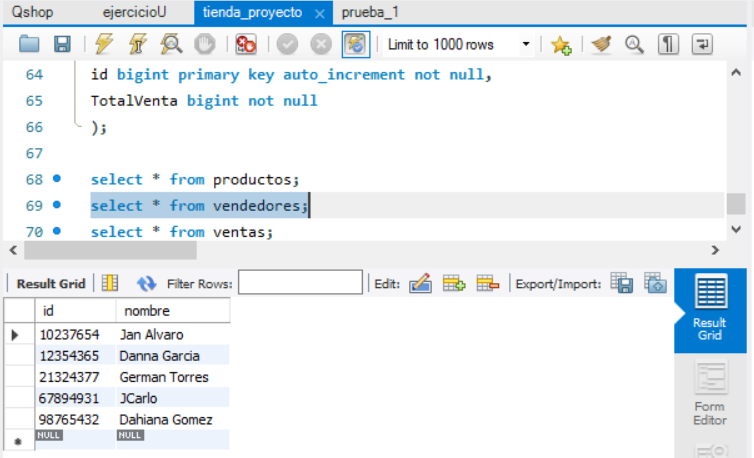 Qshop ejercicioU tienda_proyecto × prueba_1
Limit to 1000 rows
64 id bigint primary key auto_increment not null,
65 TotalVenta bigint not null
66 );
67
68 select * from productos;
69 select * from vendedores;
70 select * from ventas;
Result Grid Filter Rows: Edit: Export/Import:
id nombre
10237654 Jan Alvaro
12354365 Danna Garcia
21324377 German Torres
67894931 JCarlo
98765432 Dahiana Gomez
NULL NULL
Result
Grid
Form
Editor